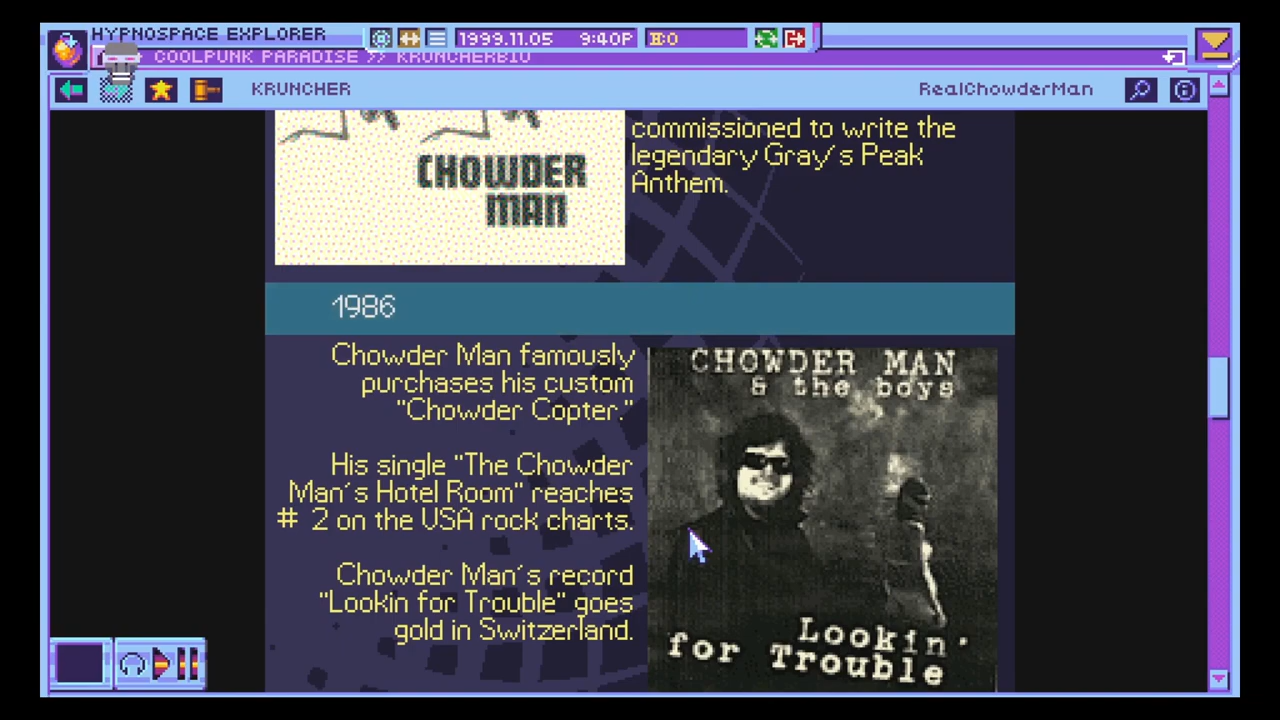 HYPNOSPACE EXPLORER
1999.11.05 9:40P
:0
COOLPUNK PARADISE >> KRUNCHERBIO
KRUNCHER
RealChowderMan
CHOWDER
MAN
commissioned to write the
legendary Gray's Peak
Anthem.
1986
Chowder Man famously
purchases his custom
"Chowder Copter."
His single "The Chowder
Man's Hotel Room" reaches
# 2 on the USA rock charts.
Chowder Man's record
"Lookin for Trouble" goes
gold in Switzerland.
CHOWDER MAN
& the boys
Lookin'
for Trouble